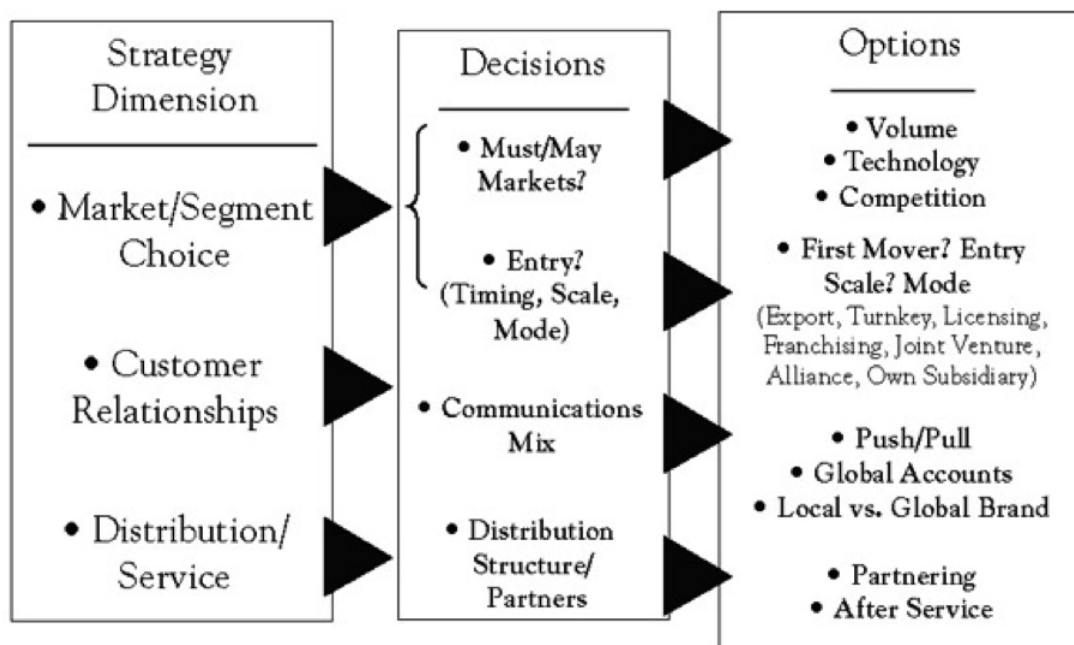 Strategy
Dimension
• Market/Segment
Choice
• Customer
Relationships
• Distribution/
Service
Decisions
• Must/May
Markets?
• Entry?
(Timing, Scale,
Mode)
• Communications
Mix
• Distribution
Structure/
Partners
Options
• Volume
• Technology
• Competition
• First Mover? Entry
Scale? Mode
(Export, Turnkey, Licensing,
Franchising, Joint Venture,
Alliance, Own Subsidiary)
• Push/Pull
• Global Accounts
• Local vs. Global Brand
• Partnering
• After Service